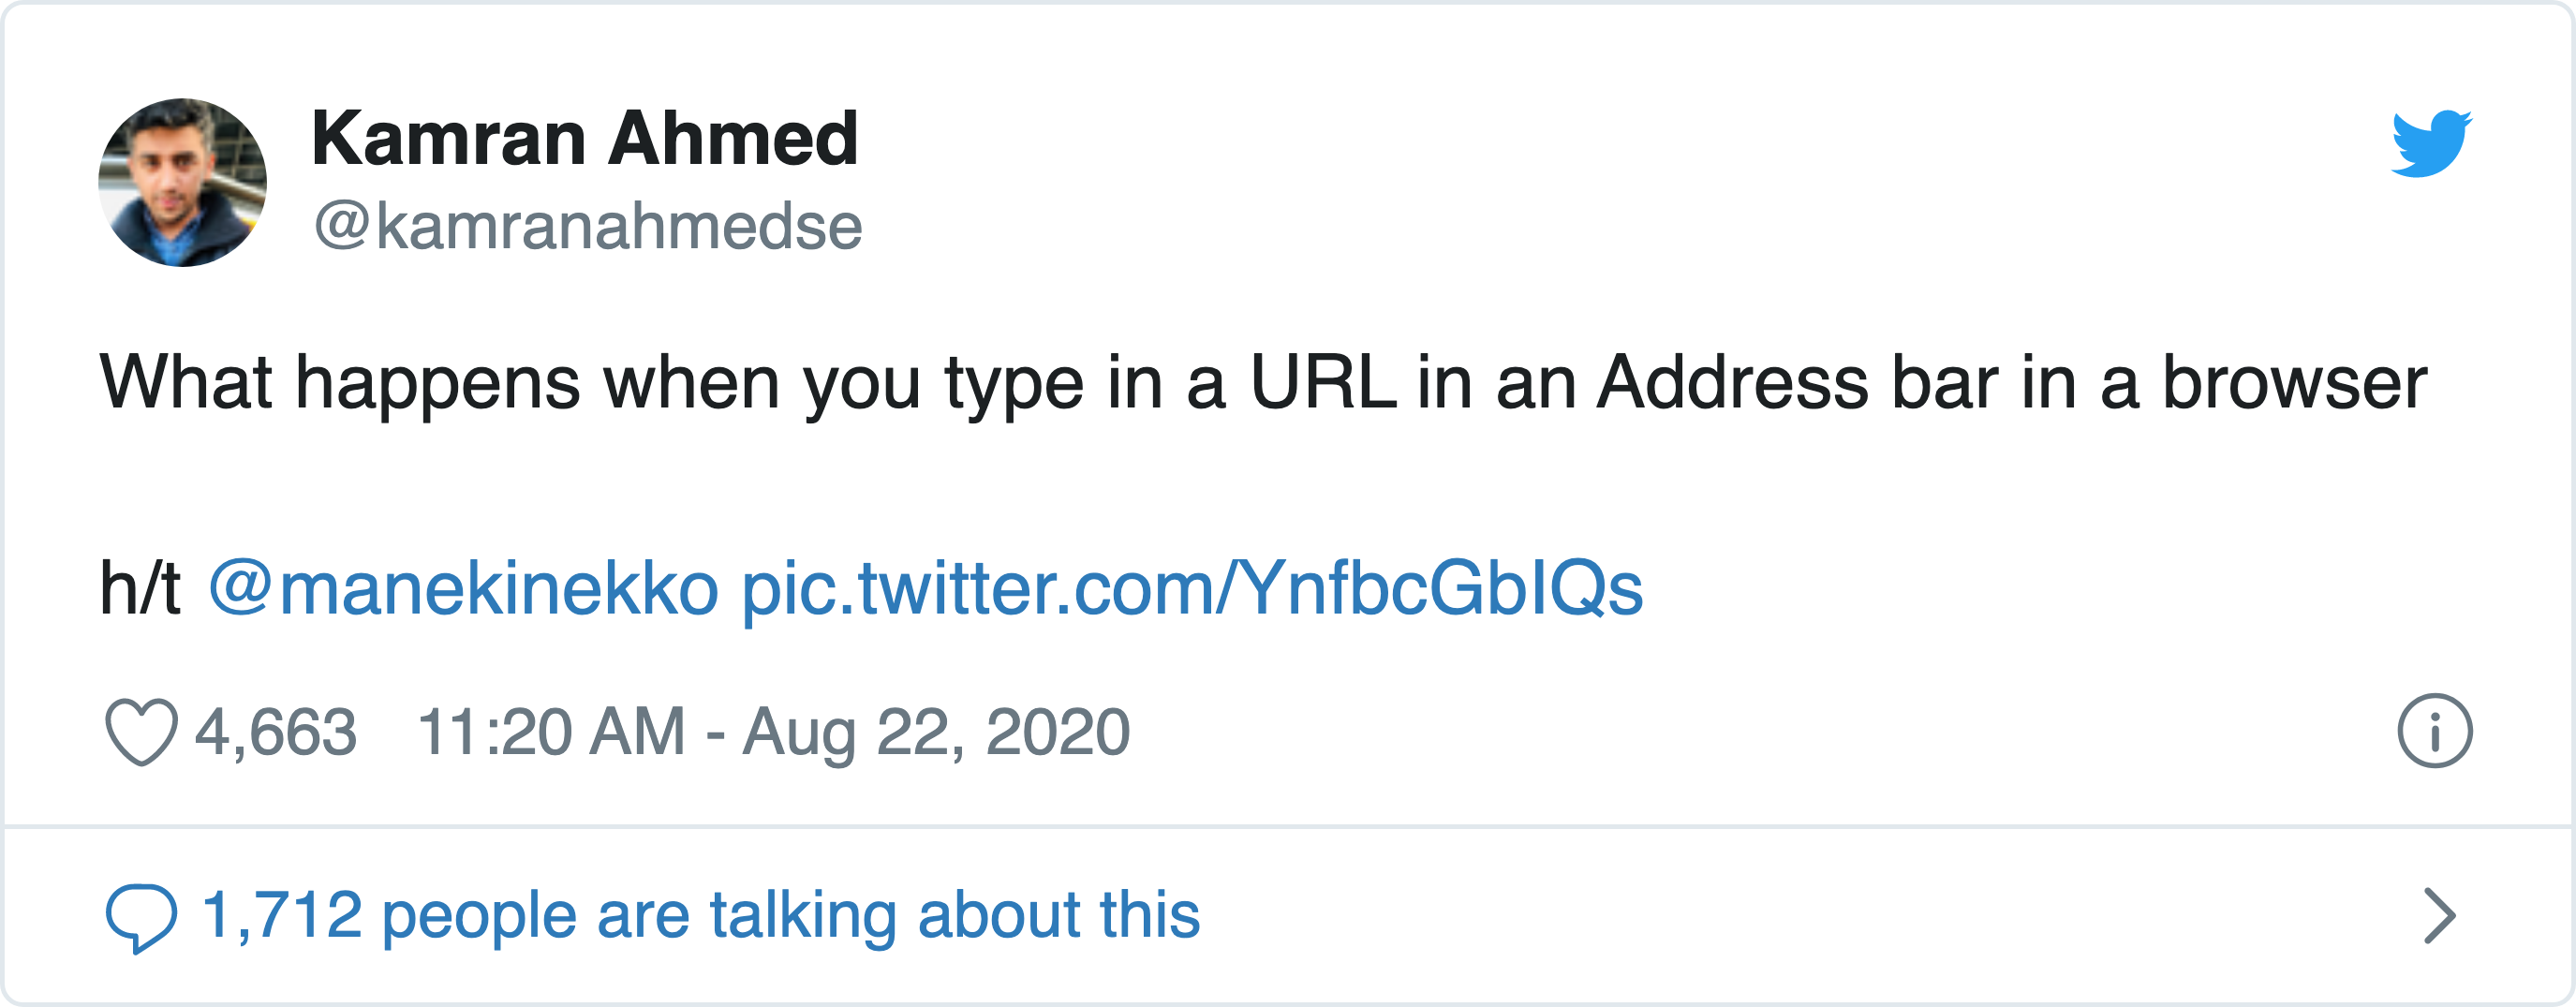 Kamran Ahmed
@kamranahmedse
What happens when you type in a URL in an Address bar in a browser
h/t @manekinekko pic.twitter.com/YnfbcGbIQs
4,663 11:20 AM - Aug 22, 2020
1,712 people are talking about this